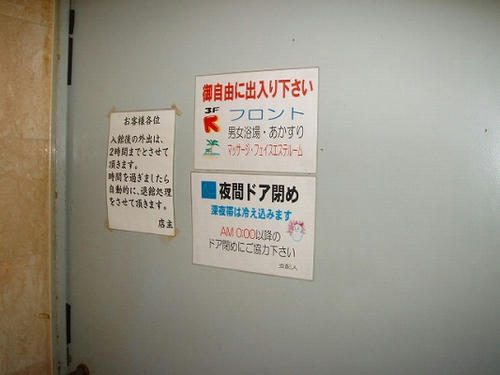 お客様各位
入館後の外出は、
2時間までとさせて
頂きます。
時間を過ぎましたら
自動的に、退館処理
をさせて頂きます。
店主
御自由に出入り下さい
3F
フロント
男女浴場・あかすり
マッサージ・フェイスエステルーム
夜間ドア閉め
深夜帯は冷え込みます
AM 0:00以降の
ドア閉めにご協力下さい
支配人